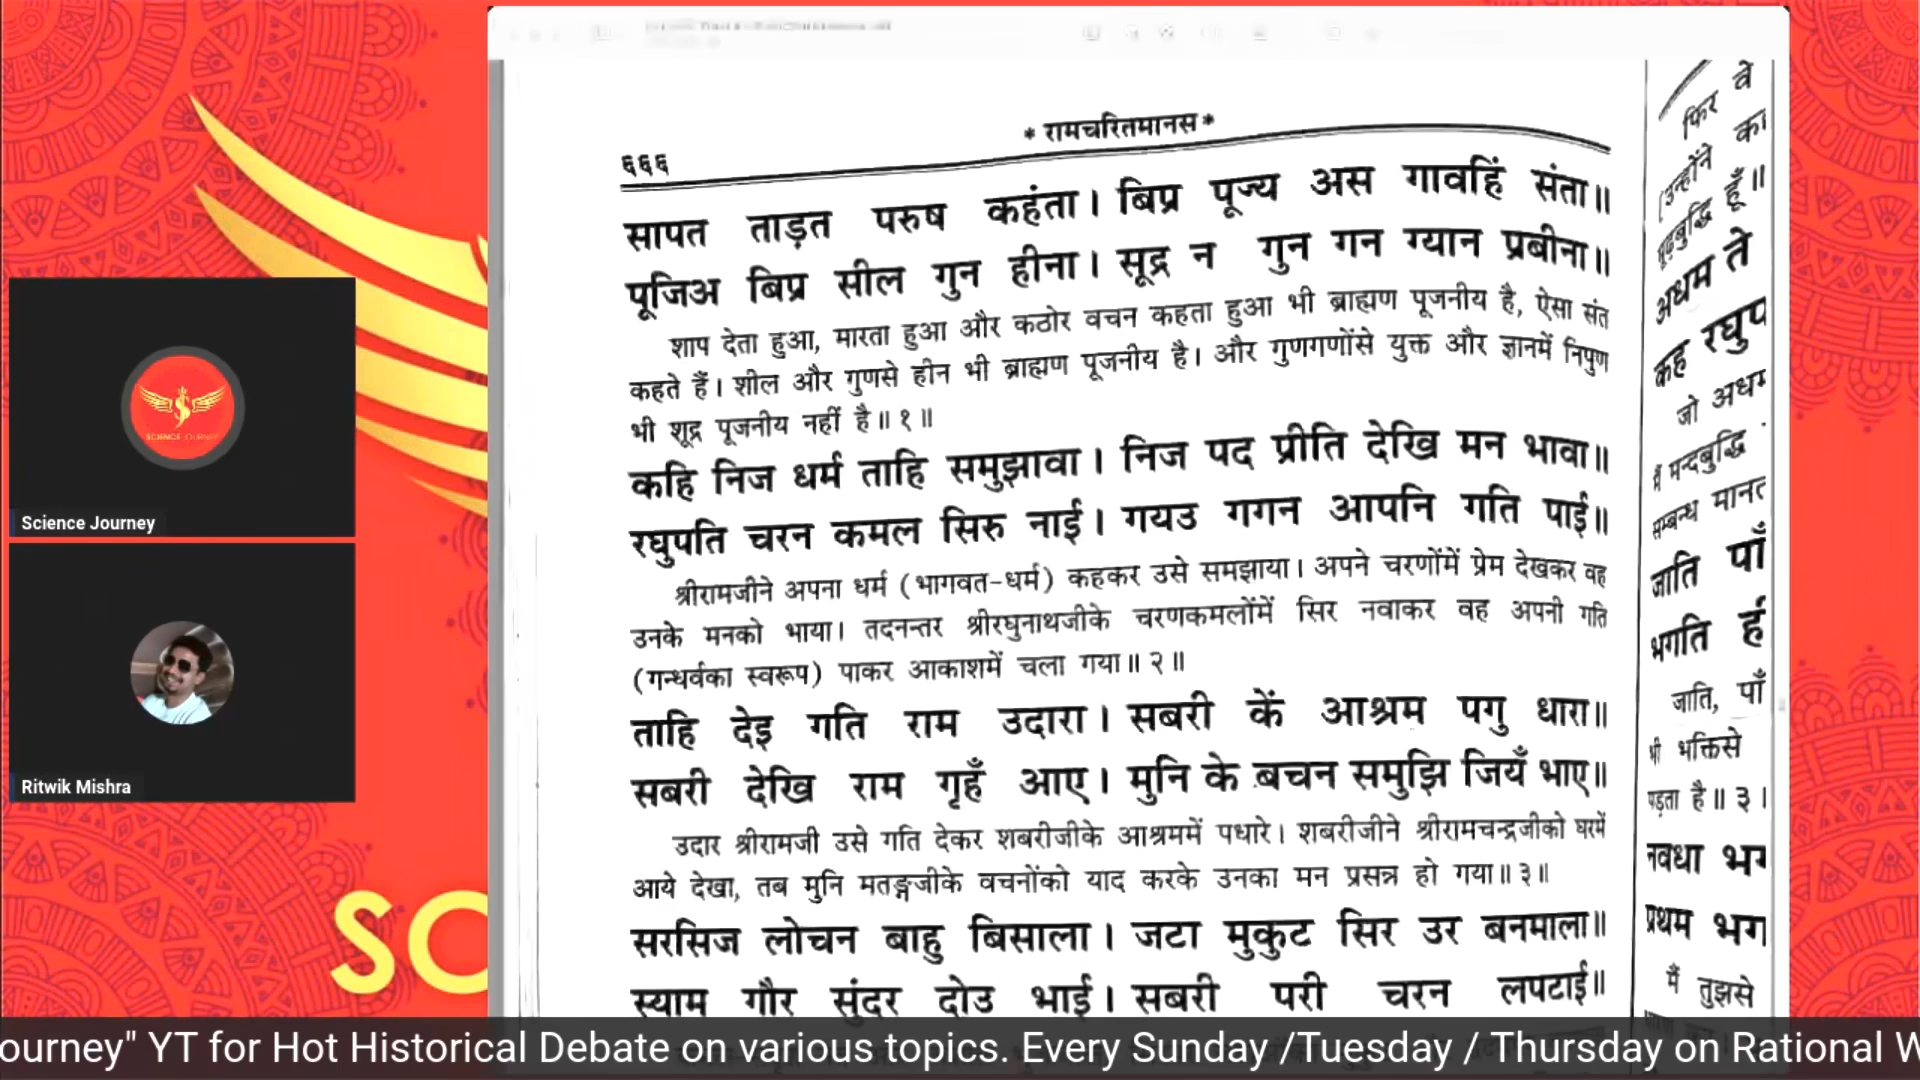 * रामचरितमानस *
६६६
सापत ताड़त परुष कहंता। बिप्र पूज्य अस गावहिं संता॥
पूजिअ बिप्र सील गुन हीना। सूद्र न गुन गन ग्यान प्रबीना॥
शाप देता हुआ, मारता हुआ और कठोर वचन कहता हुआ भी ब्राह्मण पूजनीय है, ऐसा संत
कहते हैं। शील और गुणसे हीन भी ब्राह्मण पूजनीय है। और गुणगणोंसे युक्त और ज्ञानमें निपुण
भी शूद्र पूजनीय नहीं है॥ १॥
कहि निज धर्म ताहि समुझावा। निज पद प्रीति देखि मन भावा॥
रघुपति चरन कमल सिरु नाई। गयउ गगन आपनि गति पाई॥
श्रीरामजीने अपना धर्म (भागवत-धर्म) कहकर उसे समझाया। अपने चरणोंमें प्रेम देखकर वह
उनके मनको भाया। तदनन्तर श्रीरघुनाथजीके चरणकमलोंमें सिर नवाकर वह अपनी गति
(गन्धर्वका स्वरूप) पाकर आकाशमें चला गया॥ २॥
ताहि देइ गति राम उदारा। सबरी कें आश्रम पगु धारा॥
सबरी देखि राम गृहँ आए। मुनि के बचन समुझि जियँ भाए॥
उदार श्रीरामजी उसे गति देकर शबरीजीके आश्रममें पधारे। शबरीजीने श्रीरामचन्द्रजीको घरमें
आये देखा, तब मुनि मतङ्गजीके वचनोंको याद करके उनका मन प्रसन्न हो गया॥ ३॥
सरसिज लोचन बाहु बिसाला। जटा मुकुट सिर उर बनमाला॥
स्याम गौर सुंदर दोउ भाई। सबरी परी चरन लपटाई॥
वे
फिर का
(उन्होंने
मूढ़बुद्धि हूँ॥
अधम ते
कह रघुप
जो अधम
मैं मन्दबुद्धि
सम्बन्ध मानत
जाति पाँ
भगति ही
जाति, पाँ
भी भक्तिसे
पड़ता है॥ ३।
नवधा भग
प्रथम भग
मैं तुझसे
SCIENCE JOURNEY
Science Journey
Ritwik Mishra
SC
ourney" YT for Hot Historical Debate on various topics. Every Sunday /Tuesday / Thursday on Rational W